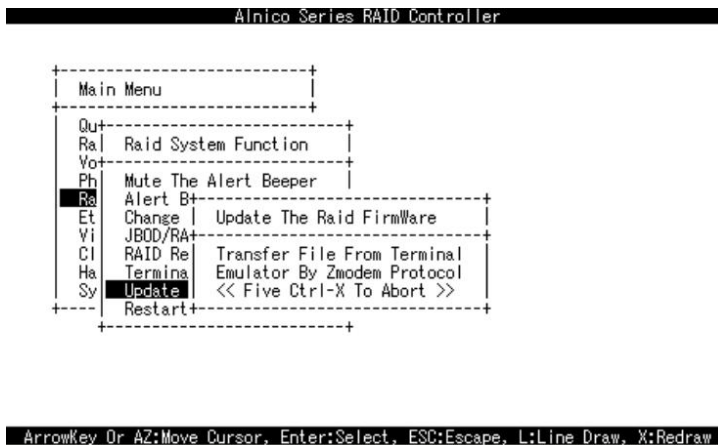 Alnico Series RAID Controller
Main Menu
Qu
Ra Raid System Function
Vo
Ph Mute The Alert Beeper
Ra Alert B
Et Change Update The Raid FirmWare
Vi JBOD/RA
Cl RAID Re Transfer File From Terminal
Ha Termina Emulator By Zmodem Protocol
Sy Update << Five Ctrl-X To Abort >>
Restart
ArrowKey Or AZ:Move Cursor, Enter:Select, ESC:Escape, L:Line Draw, X:Redraw